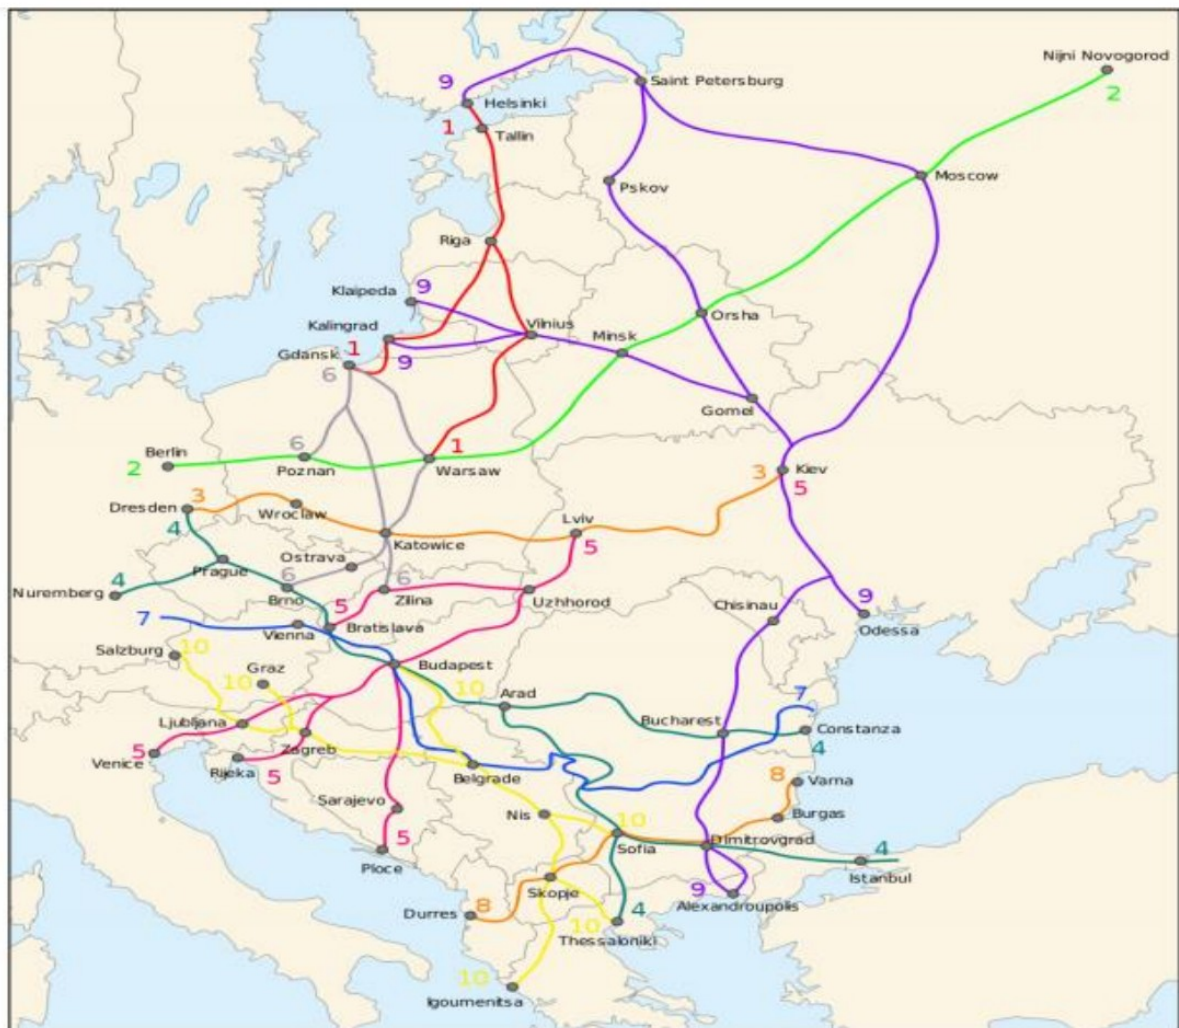 Nijni Novogorod
2
Saint Petersburg
9
Helsinki
1
Tallin
Moscow
Pskov
Riga
Klaipeda
9
Orsha
Kalingrad
Vilnius
Minsk
Gdansk
1
9
6
Gomel
Berlin
2
6
Poznan
1
Warsaw
3
Kiev
5
Dresden
3
4
Wroclaw
Lviv
5
Katowice
Ostrava
Prague
6
6
Nuremberg
4
Brno
Zilina
Uzhhorod
Chisinau
9
Odessa
7
5
Vienna
Bratislava
Salzburg
10
Graz
10
Budapest
10
Arad
7
Ljubljana
Bucharest
Constanza
4
Zagreb
5
Venice
Rijeka
5
Belgrade
8
Varna
Sarajevo
Nis
10
Burgas
5
Ploce
Sofia
Dimitrovgrad
4
Istanbul
Skopje
9
Alexandroupolis
Durres
8
4
10
Thessaloniki
10
Igoumenitsa